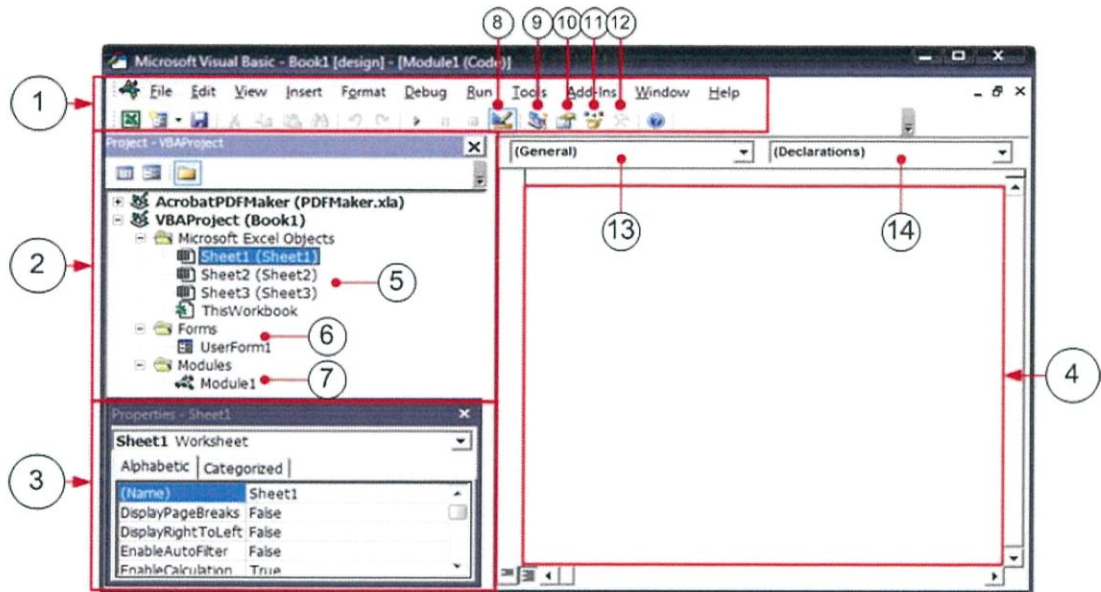 8 9 10 11 12
Microsoft Visual Basic - Book1 [design] - [Module1 (Code)]
1
File Edit View Insert Format Debug Run Tools Add-Ins Window Help
Project - VBAProject
(General) (Declarations)
13 14
AcrobatPDFMaker (PDFMaker.xla)
VBAProject (Book1)
Microsoft Excel Objects
2
Sheet1 (Sheet1)
Sheet2 (Sheet2)
5
Sheet3 (Sheet3)
ThisWorkbook
Forms
6
UserForm1
Modules
7
Module1
4
Properties - Sheet1
Sheet1 Worksheet
3
Alphabetic Categorized
(Name) Sheet1
DisplayPageBreaks False
DisplayRightToLeft False
EnableAutoFilter False
EnableCalculation True